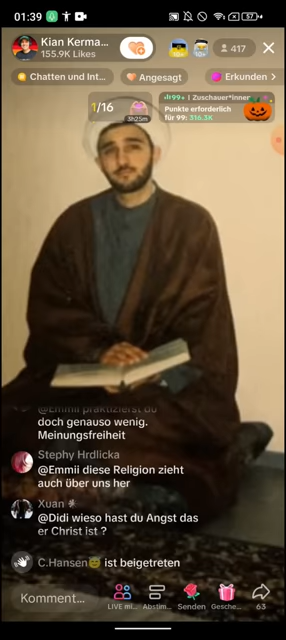 01:39
57
Kian Kerma...
155.9K Likes
417
Chatten und Int...
Angesagt
Erkunden >
1/16
3h25m
99+ | Zuschauer*innen
Punkte erforderlich
für 99: 316.3K
@Emmii praktizierst du
doch genauso wenig.
Meinungsfreiheit
Stephy Hrdlicka
@Emmii diese Religion zieht
auch über uns her
Xuan
@Didi wieso hast du Angst das
er Christ ist ?
C.Hansen ist beigetreten
Komment...
LIVE mi...
Abstim...
Senden
Gesche...
63